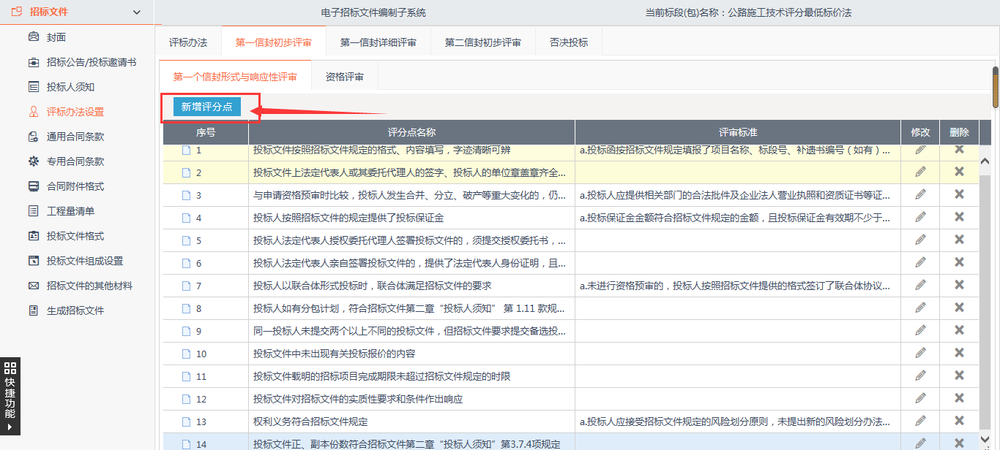 招标文件
电子招标文件编制子系统
当前标段(包)名称：公路施工技术评分最低标价法
封面
招标公告/投标邀请书
投标人须知
评标办法设置
通用合同条款
专用合同条款
合同附件格式
工程量清单
投标文件格式
投标文件组成设置
招标文件的其他材料
生成招标文件
快捷功能
评标办法 第一信封初步评审 第一信封详细评审 第二信封初步评审 否决投标
第一个信封形式与响应性评审 资格评审
新增评分点
序号 评分点名称 评审标准 修改 删除
1 投标文件按照招标文件规定的格式、内容填写，字迹清晰可辨 a.投标函按招标文件规定填报了项目名称、标段号、补遗书编号（如有）...
2 投标文件上法定代表人或其委托代理人的签字、投标人的单位章盖章齐全...
3 与申请资格预审时比较，投标人发生合并、分立、破产等重大变化的，仍... a.投标人应提供相关部门的合法批件及企业法人营业执照和资质证书等证...
4 投标人按照招标文件的规定提供了投标保证金 a.投标保证金金额符合招标文件规定的金额，且投标保证金有效期不少于...
5 投标人法定代表人授权委托代理人签署投标文件的，须提交授权委托书，...
6 投标人法定代表人亲自签署投标文件的，提供了法定代表人身份证明，且...
7 投标人以联合体形式投标时，联合体满足招标文件的要求 a.未进行资格预审的，投标人按照招标文件提供的格式签订了联合体协议...
8 投标人如有分包计划，符合招标文件第二章“投标人须知” 第 1.11 款规...
9 同一投标人未提交两个以上不同的投标文件，但招标文件要求提交备选投...
10 投标文件中未出现有关投标报价的内容
11 投标文件载明的招标项目完成期限未超过招标文件规定的时限
12 投标文件对招标文件的实质性要求和条件作出响应
13 权利义务符合招标文件规定 a.投标人应接受招标文件规定的风险划分原则，未提出新的风险划分办法...
14 投标文件正、副本份数符合招标文件第二章“投标人须知”第3.7.4项规定